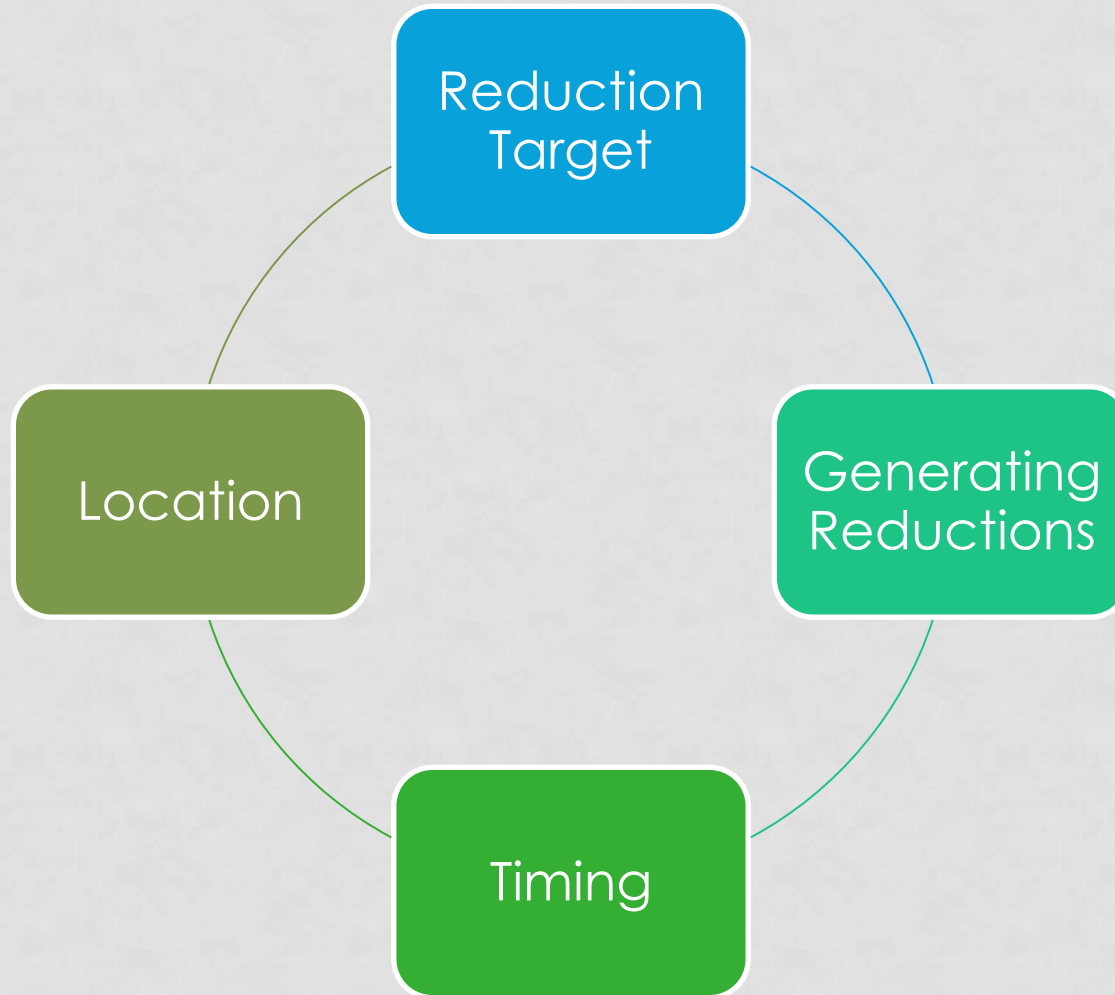 Reduction
Target
Generating
Reductions
Location
Timing